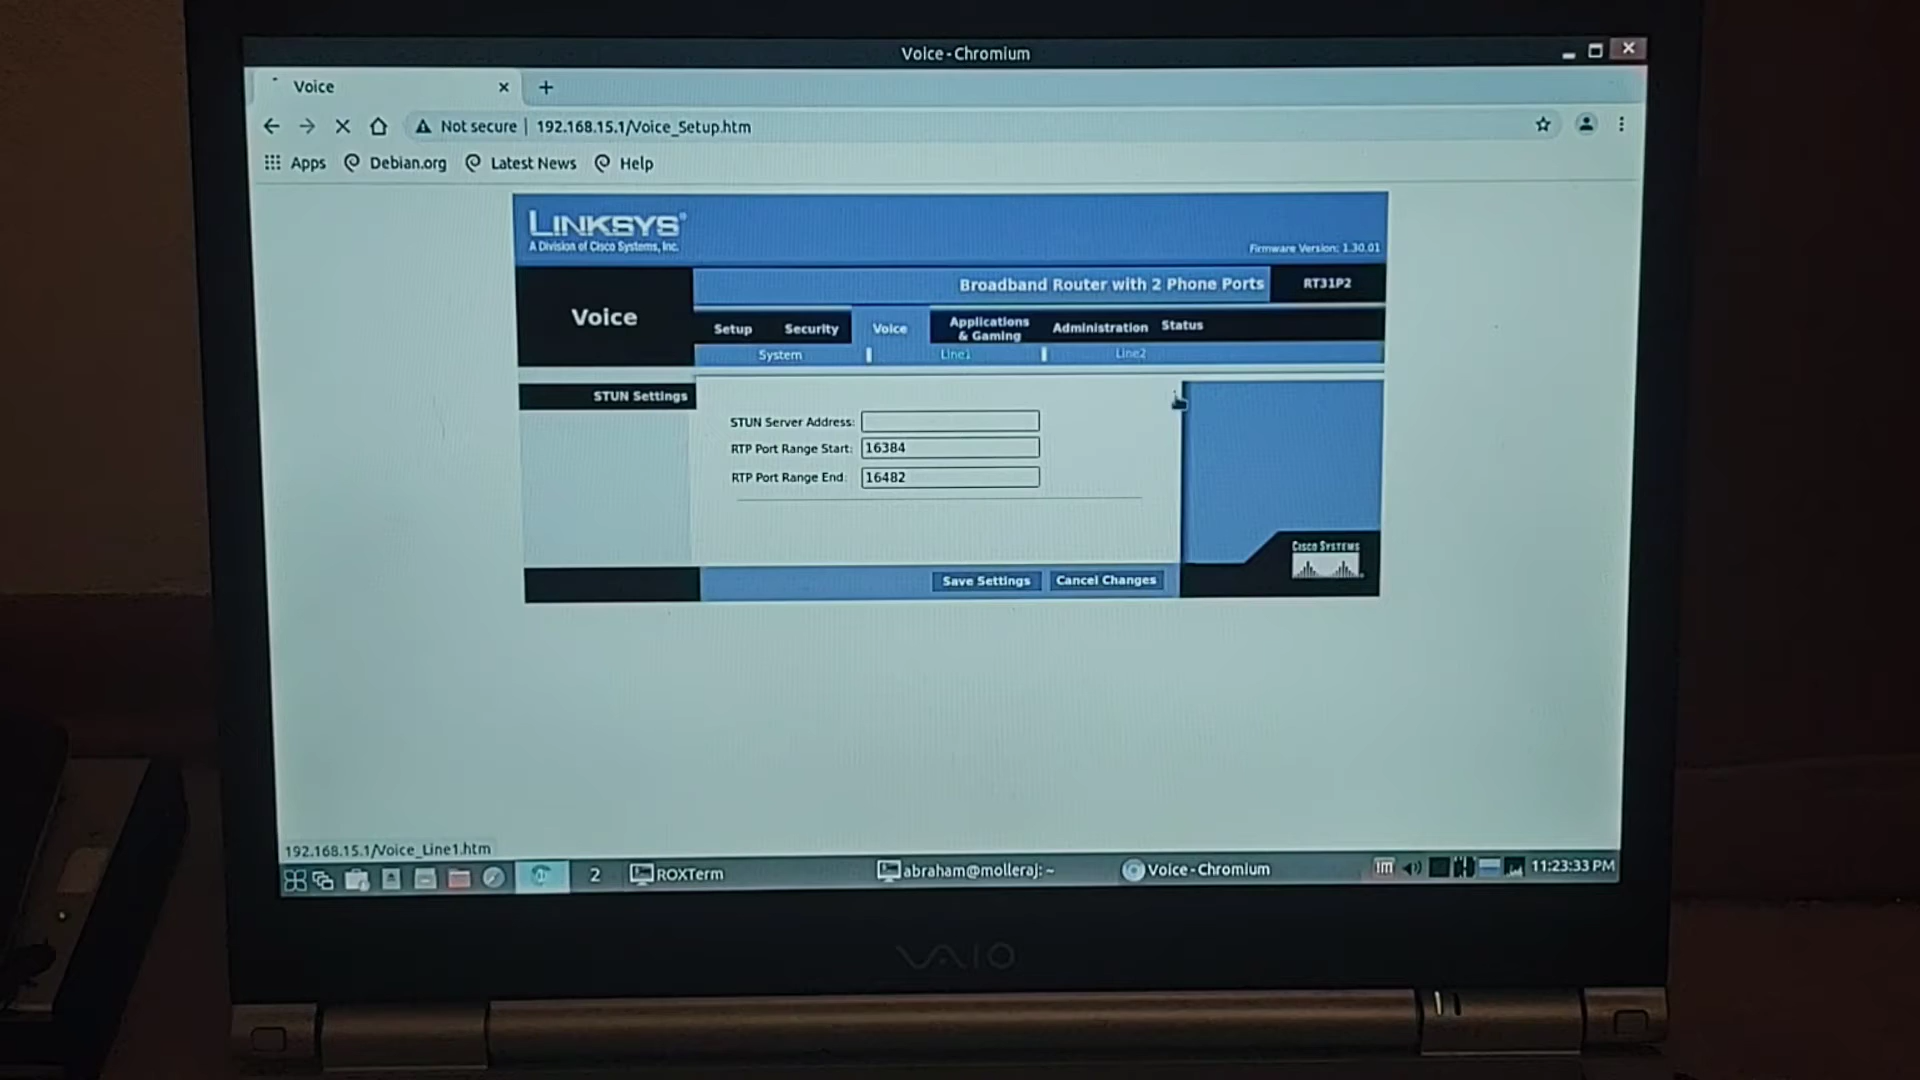 Voice - Chromium
Voice
Not secure | 192.168.15.1/Voice_Setup.htm
Apps Debian.org Latest News Help
LINKSYS®
A Division of Cisco Systems, Inc.
Firmware Version: 1.30.01
Broadband Router with 2 Phone Ports RT31P2
Voice
Setup Security Voice Applications & Gaming Administration Status
System Line1 Line2
STUN Settings
STUN Server Address:
RTP Port Range Start: 16384
RTP Port Range End: 16482
CISCO SYSTEMS
Save Settings Cancel Changes
192.168.15.1/Voice_Line1.htm
2 ROXTerm abraham@molleraj: ~ Voice - Chromium 11:23:33 PM
VAIO